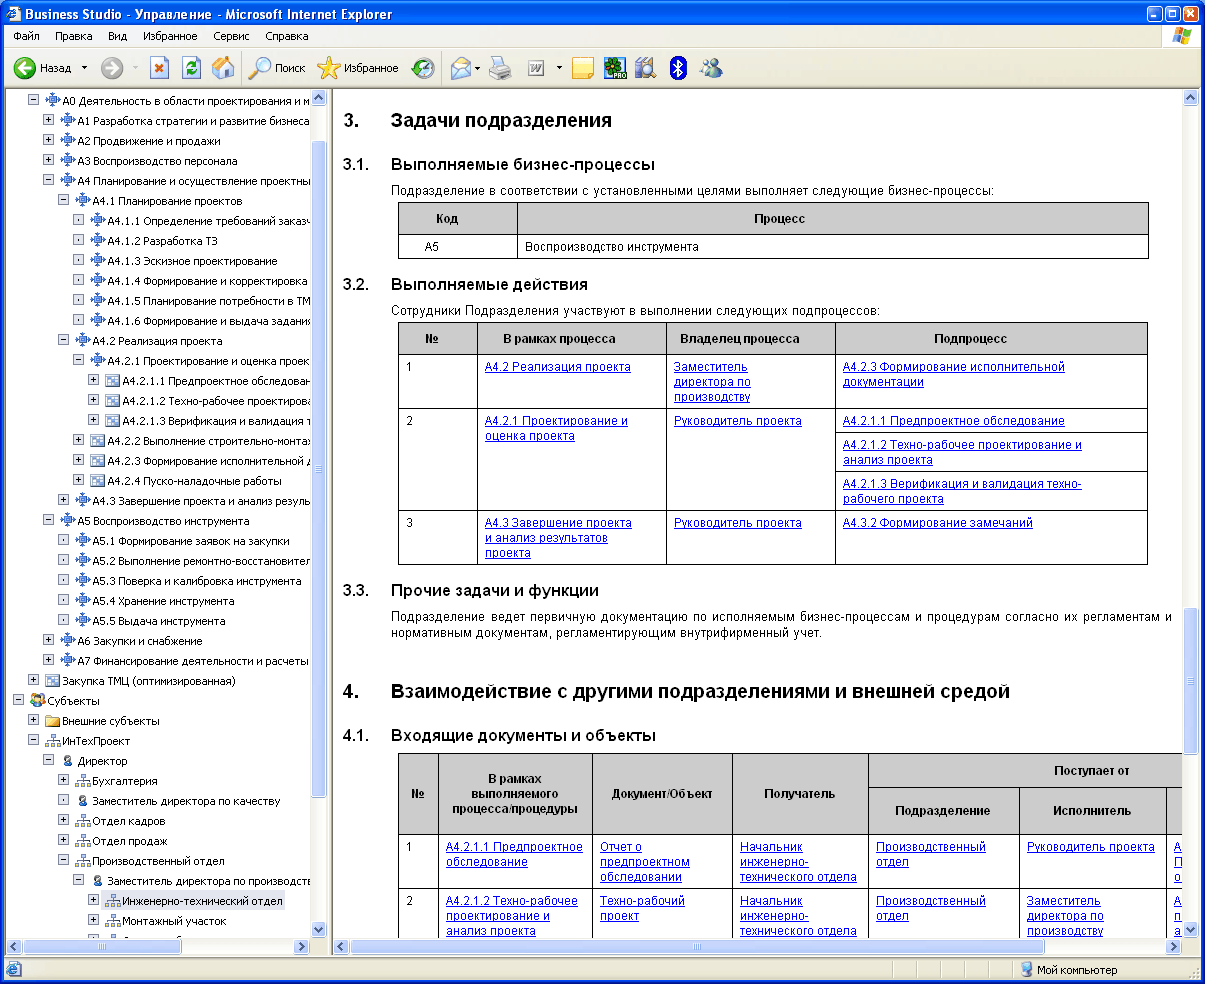 Business Studio - Управление - Microsoft Internet Explorer
Файл Правка Вид Избранное Сервис Справка
Назад Поиск Избранное W PRO
A0 Деятельность в области проектирования и м
A1 Разработка стратегии и развитие бизнеса
A2 Продвижение и продажи
A3 Воспроизводство персонала
A4 Планирование и осуществление проектны
A4.1 Планирование проектов
A4.1.1 Определение требований заказч
A4.1.2 Разработка ТЗ
A4.1.3 Эскизное проектирование
A4.1.4 Формирование и корректировка
A4.1.5 Планирование потребности в ТМ
A4.1.6 Формирование и выдача задания
A4.2 Реализация проекта
A4.2.1 Проектирование и оценка проек
A4.2.1.1 Предпроектное обследован
A4.2.1.2 Техно-рабочее проектирова
A4.2.1.3 Верификация и валидация т
A4.2.2 Выполнение строительно-монта
A4.2.3 Формирование исполнительной д
A4.2.4 Пуско-наладочные работы
A4.3 Завершение проекта и анализ резуль
A5 Воспроизводство инструмента
A5.1 Формирование заявок на закупки
A5.2 Выполнение ремонтно-восстановител
A5.3 Поверка и калибровка инструмента
A5.4 Хранение инструмента
A5.5 Выдача инструмента
A6 Закупки и снабжение
A7 Финансирование деятельности и расчеты
Закупка ТМЦ (оптимизированная)
Субъекты
Внешние субъекты
ИнТехПроект
Директор
Бухгалтерия
Заместитель директора по качеству
Отдел кадров
Отдел продаж
Производственный отдел
Заместитель директора по производств
Инженерно-технический отдел
Монтажный участок
3. Задачи подразделения
3.1. Выполняемые бизнес-процессы
Подразделение в соответствии с установленными целями выполняет следующие бизнес-процессы:
Код Процесс
A5 Воспроизводство инструмента
3.2. Выполняемые действия
Сотрудники Подразделения участвуют в выполнении следующих подпроцессов:
№ В рамках процесса Владелец процесса Подпроцесс
1 A4.2 Реализация проекта Заместитель A4.2.3 Формирование исполнительной
директора по документации
производству
2 A4.2.1 Проектирование и Руководитель проекта A4.2.1.1 Предпроектное обследование
оценка проекта
A4.2.1.2 Техно-рабочее проектирование и
анализ проекта
A4.2.1.3 Верификация и валидация техно-
рабочего проекта
3 A4.3 Завершение проекта Руководитель проекта A4.3.2 Формирование замечаний
и анализ результатов
проекта
3.3. Прочие задачи и функции
Подразделение ведет первичную документацию по исполняемым бизнес-процессам и процедурам согласно их регламентам и
нормативным документам, регламентирующим внутрифирменный учет.
4. Взаимодействие с другими подразделениями и внешней средой
4.1. Входящие документы и объекты
№ В рамках выполняемого процесса/процедуры Документ/Объект Получатель Поступает от
Подразделение Исполнитель
1 A4.2.1.1 Предпроектное Отчет о Начальник Производственный Руководитель проекта А
обследование предпроектном инженерно- отдел П
обследовании технического отдела о
2 A4.2.1.2 Техно-рабочее Техно-рабочий Начальник Производственный Заместитель А
проектирование и проект инженерно- отдел директора по п
анализ проекта технического отдела производству а
Мой компьютер